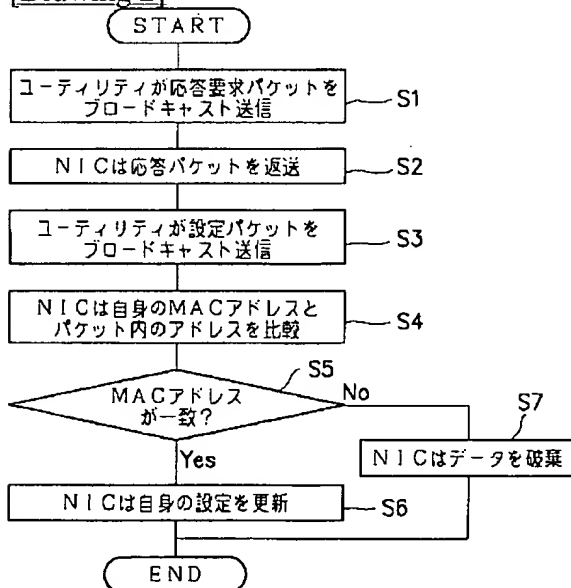 START
ユーティリティが応答要求パケットを
ブロードキャスト送信
S1
NICは応答パケットを返送
S2
ユーティリティが設定パケットを
ブロードキャスト送信
S3
NICは自身のMACアドレスと
パケット内のアドレスを比較
S4
S5
MACアドレス
が一致?
No
S7
NICはデータを破棄
Yes
NICは自身の設定を更新
S6
END